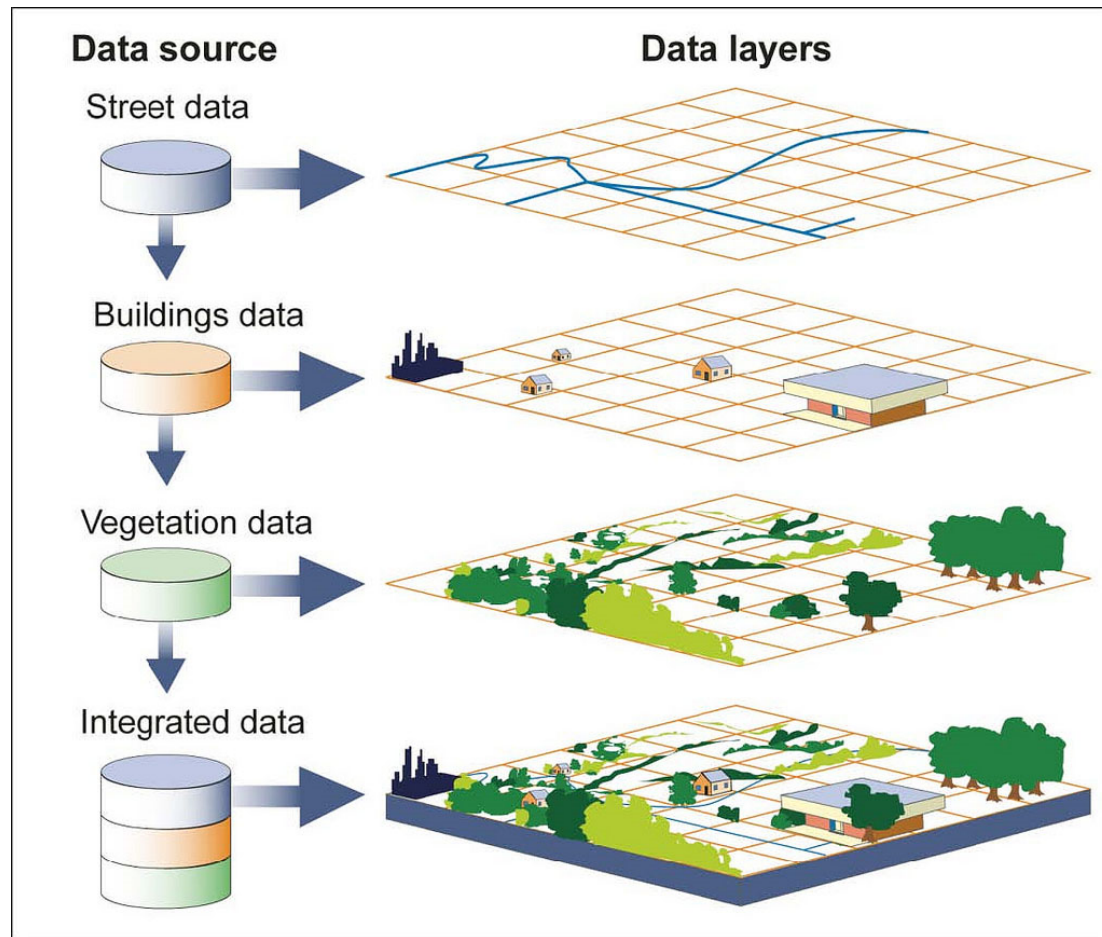 Data source
Data layers
Street data
Buildings data
Vegetation data
Integrated data